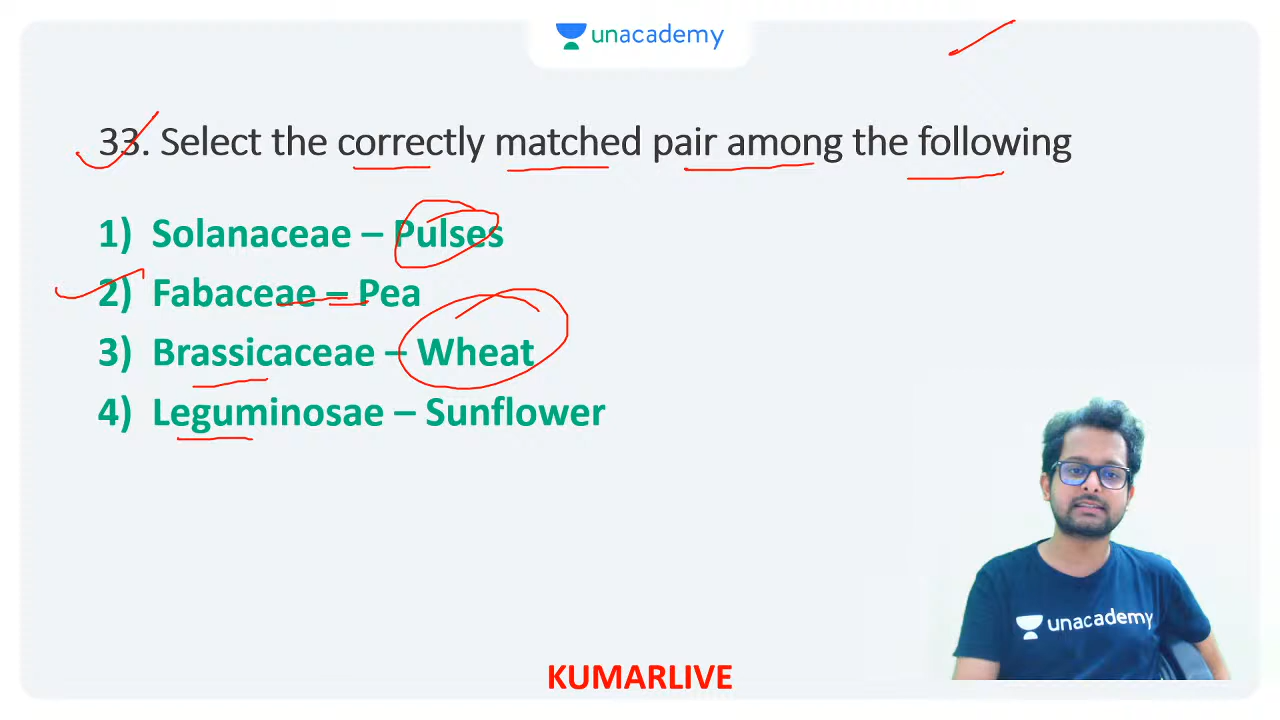 unacademy
33. Select the correctly matched pair among the following
1) Solanaceae – Pulses
2) Fabaceae – Pea
3) Brassicaceae – Wheat
4) Leguminosae – Sunflower
unacademy
KUMARLIVE